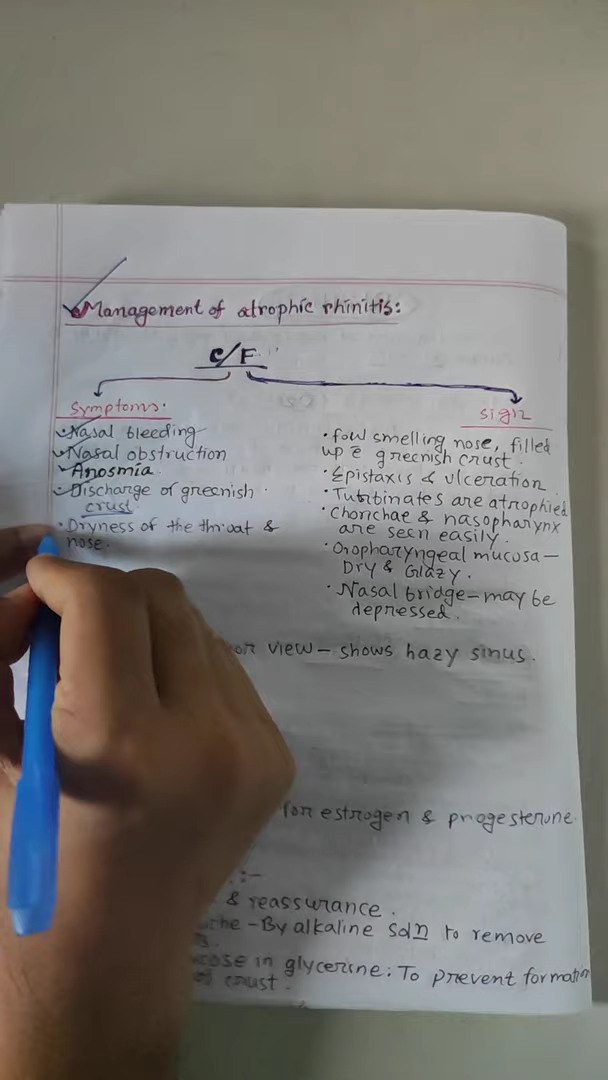 Management of atrophic rhinitis:
C/F
Symptoms.
Nasal bleeding
Nasal obstruction
Anosmia
Discharge of greenish
crust.
• Dryness of the throat &
nose.
sign
• foul smelling nose, filled
up c̄ greenish crust.
• Epistaxis & ulceration
• Tutrbinates are atrophied
• Chonchae & nasopharynx
are seen easily.
• Oropharyngeal mucosa—
Dry & Glazy.
• Nasal bridge—may be
depressed.
view – shows hazy sinus.
for estrogen & progesterone
:-
& reassurance.
– By alkaline soln to remove
in glycerine: To prevent formation
of crust.